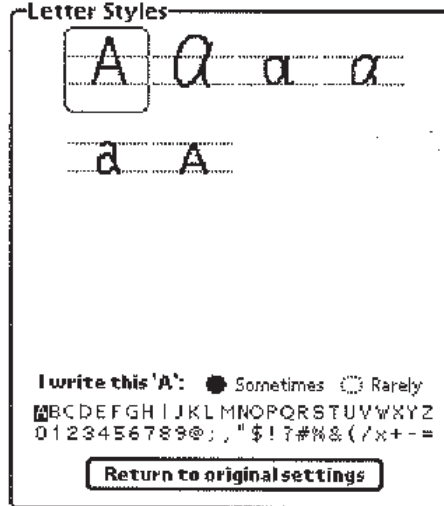 Letter Styles
A a a a
a A
I write this 'A': Sometimes Rarely
ABCDEFGHIJKLMNOPQRSTUVWXYZ
0123456789@;,"$!?#%&(/x+-=
Return to original settings